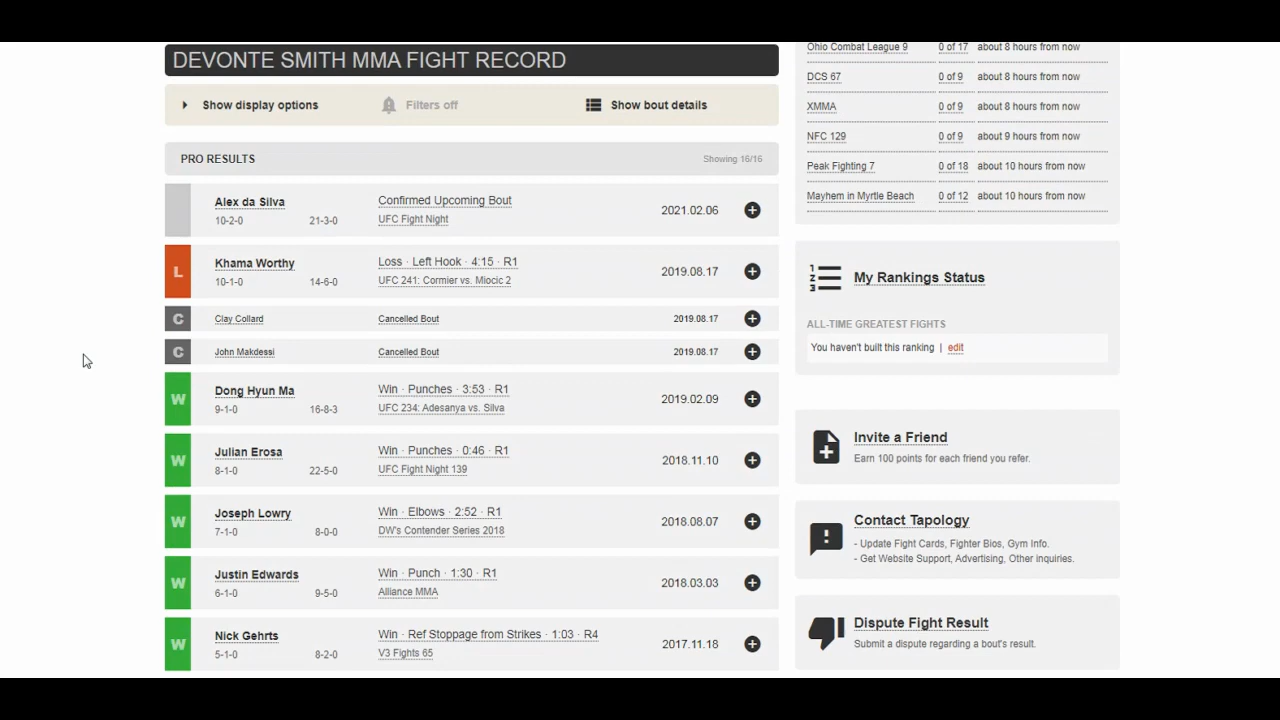 DEVONTE SMITH MMA FIGHT RECORD
Show display options
Filters off
Show bout details
PRO RESULTS
Showing 16/16
Alex da Silva
10-2-0
21-3-0
Confirmed Upcoming Bout
UFC Fight Night
2021.02.06
L
Khama Worthy
10-1-0
14-6-0
Loss · Left Hook · 4:15 · R1
UFC 241: Cormier vs. Miocic 2
2019.08.17
C
Clay Collard
Cancelled Bout
2019.08.17
C
John Makdessi
Cancelled Bout
2019.08.17
W
Dong Hyun Ma
9-1-0
16-8-3
Win · Punches · 3:53 · R1
UFC 234: Adesanya vs. Silva
2019.02.09
W
Julian Erosa
8-1-0
22-5-0
Win · Punches · 0:46 · R1
UFC Fight Night 139
2018.11.10
W
Joseph Lowry
7-1-0
8-0-0
Win · Elbows · 2:52 · R1
DW's Contender Series 2018
2018.08.07
W
Justin Edwards
6-1-0
9-5-0
Win · Punch · 1:30 · R1
Alliance MMA
2018.03.03
W
Nick Gehrts
5-1-0
8-2-0
Win · Ref Stoppage from Strikes · 1:03 · R4
V3 Fights 65
2017.11.18
Ohio Combat League 9 0 of 17 about 8 hours from now
DCS 67 0 of 9 about 8 hours from now
XMMA 0 of 9 about 8 hours from now
NFC 129 0 of 9 about 9 hours from now
Peak Fighting 7 0 of 18 about 10 hours from now
Mayhem in Myrtle Beach 0 of 12 about 10 hours from now
1
2
3
My Rankings Status
ALL-TIME GREATEST FIGHTS
You haven't built this ranking | edit
Invite a Friend
Earn 100 points for each friend you refer.
Contact Tapology
- Update Fight Cards, Fighter Bios, Gym Info.
- Get Website Support, Advertising, Other inquiries.
Dispute Fight Result
Submit a dispute regarding a bout's result.